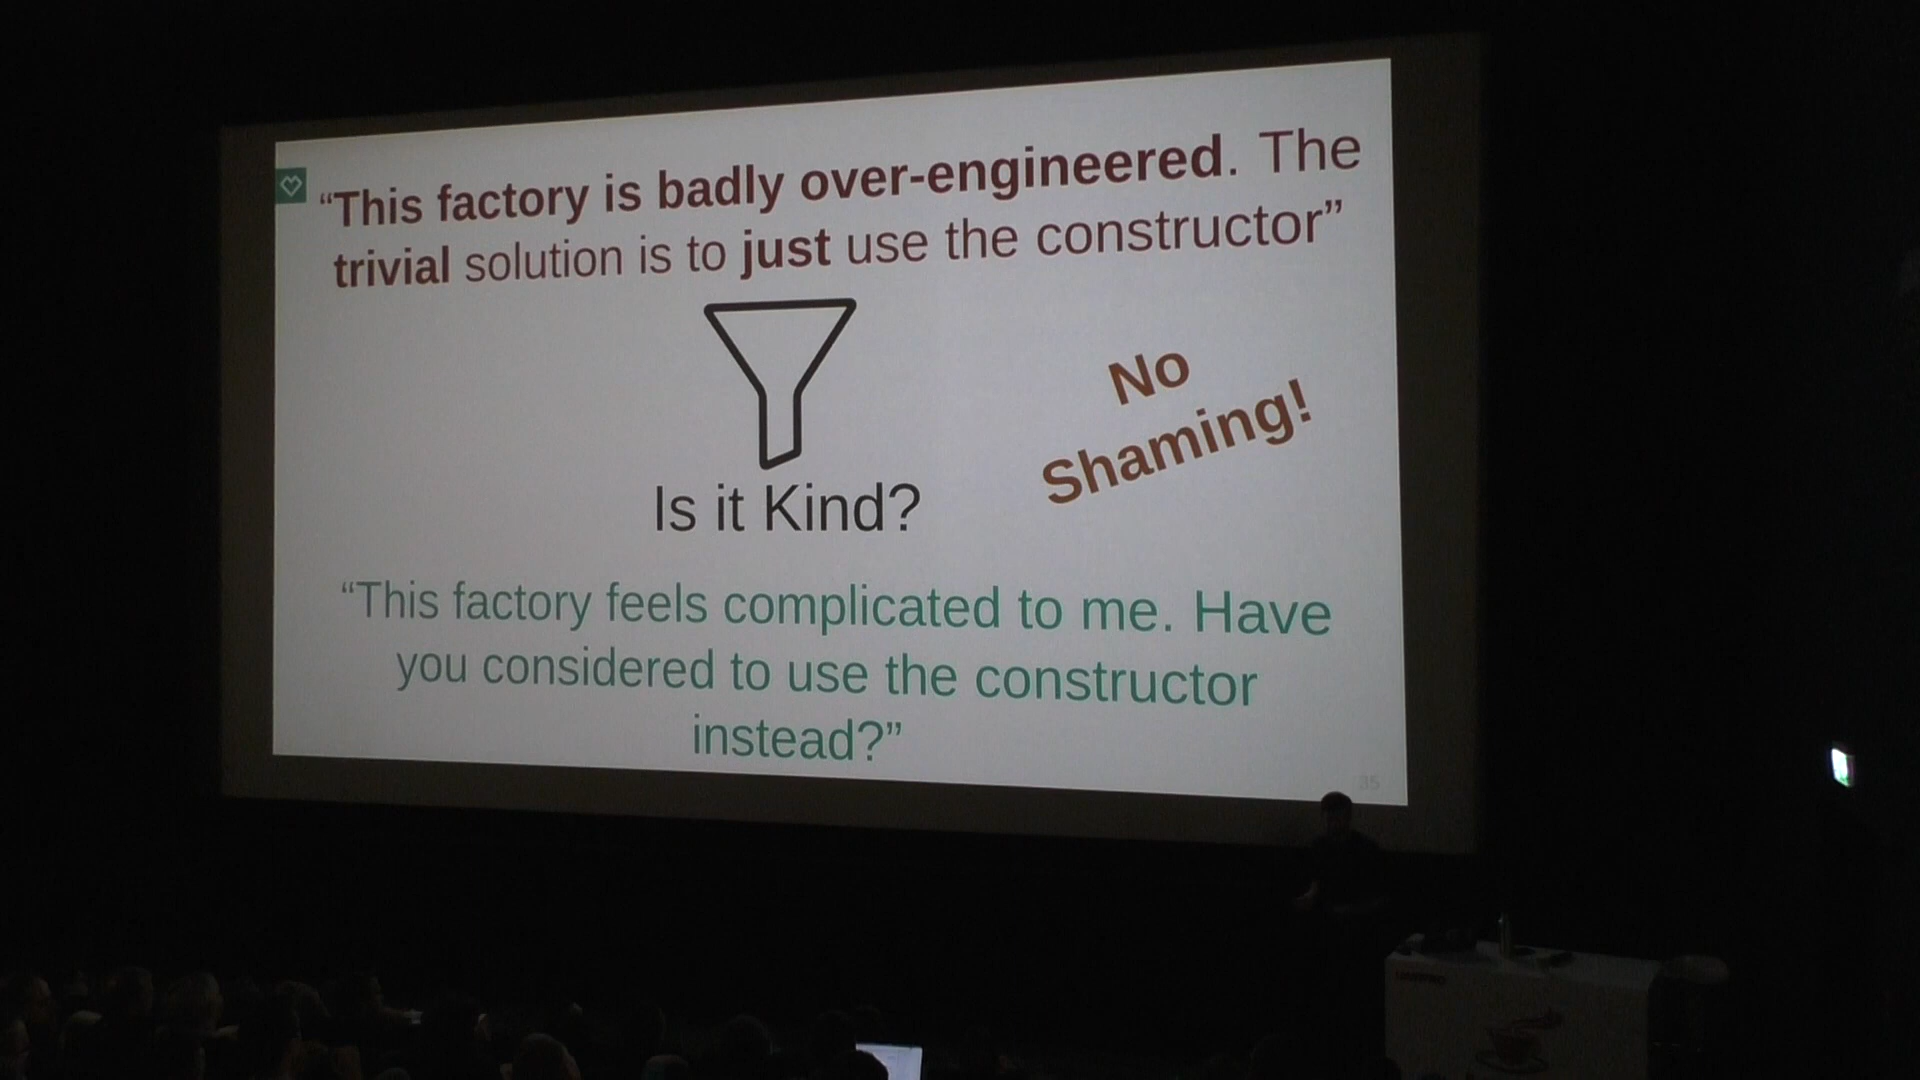 “This factory is badly over-engineered. The
trivial solution is to just use the constructor”
No
Shaming!
Is it Kind?
“This factory feels complicated to me. Have
you considered to use the constructor
instead?”
35